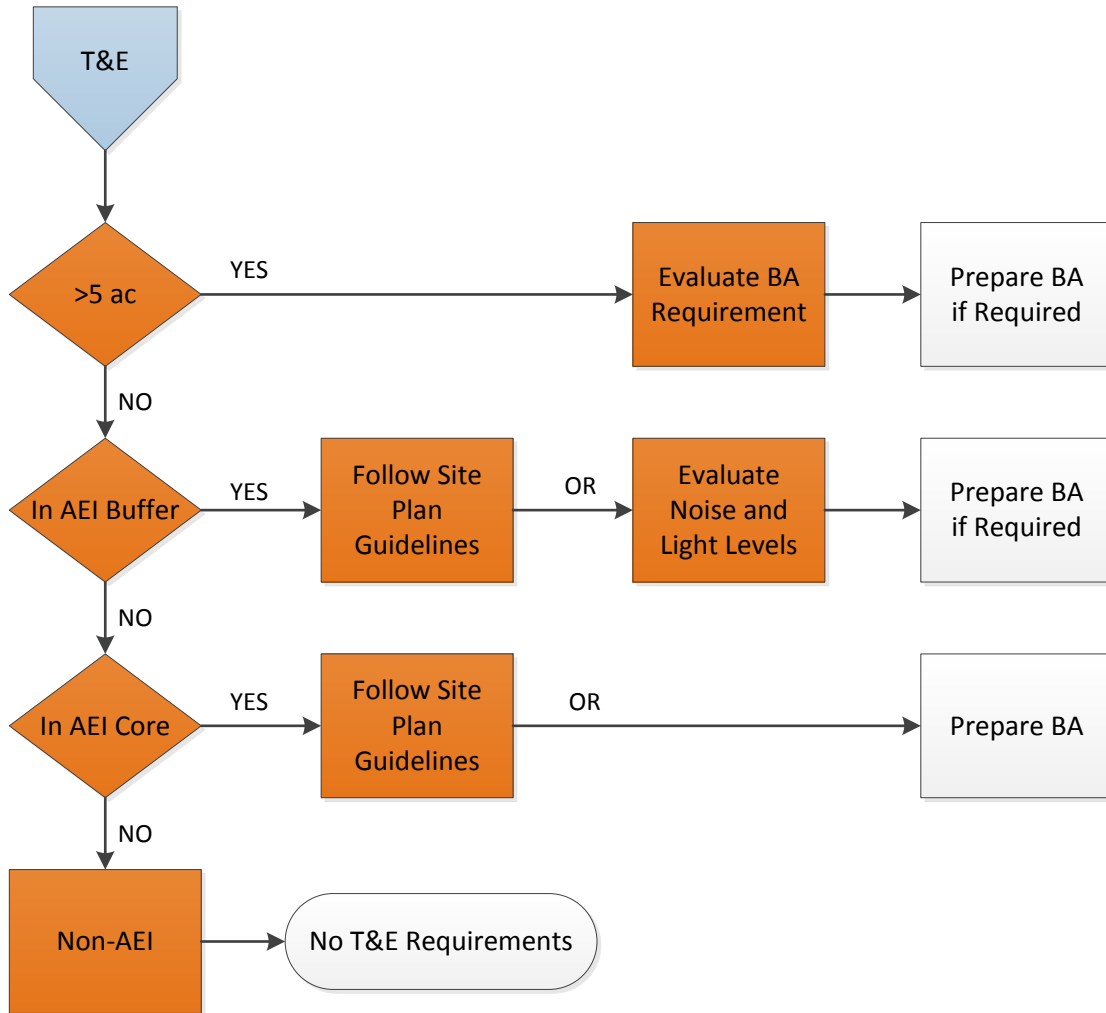 T&E
>5 ac
YES
Evaluate BA
Requirement
Prepare BA
if Required
NO
In AEI Buffer
YES
Follow Site
Plan
Guidelines
OR
Evaluate
Noise and
Light Levels
Prepare BA
if Required
NO
In AEI Core
YES
Follow Site
Plan
Guidelines
OR
Prepare BA
NO
Non-AEI
No T&E Requirements